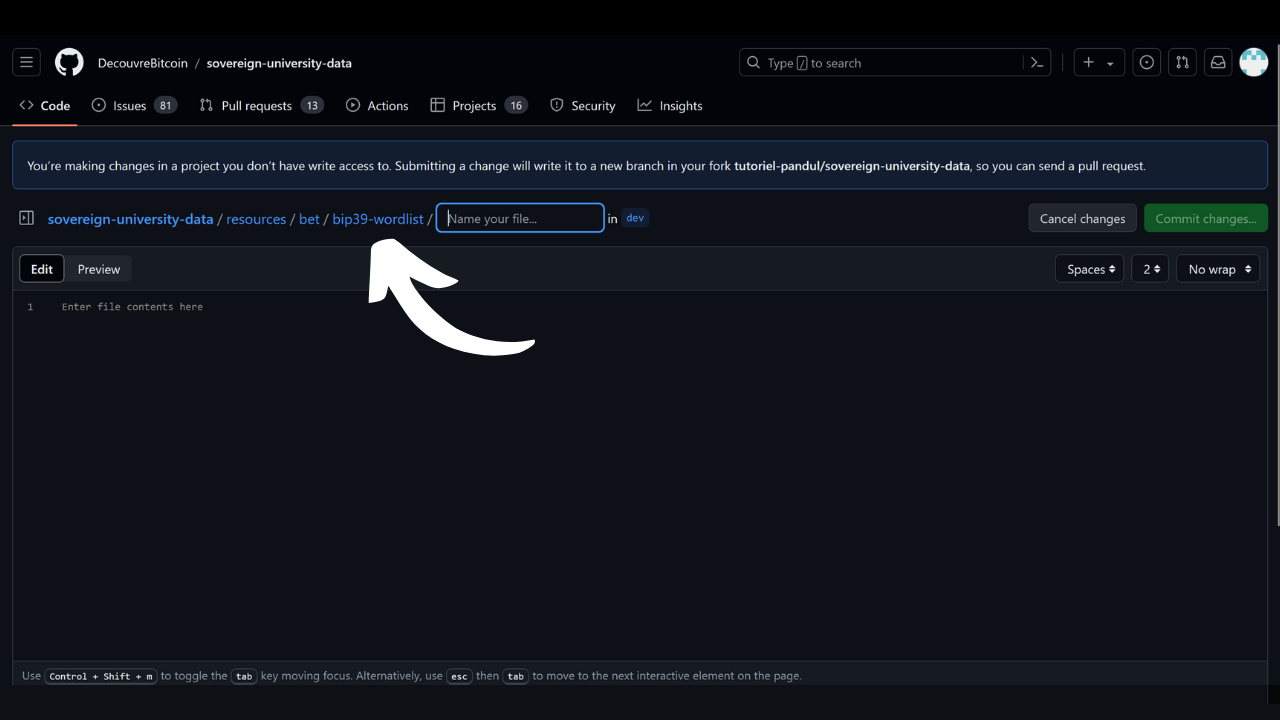 DecouvreBitcoin / sovereign-university-data Type / to search
Code Issues 81 Pull requests 13 Actions Projects 16 Security Insights
You're making changes in a project you don't have write access to. Submitting a change will write it to a new branch in your fork tutoriel-pandul/sovereign-university-data, so you can send a pull request.
sovereign-university-data / resources / bet / bip39-wordlist / Name your file... in dev Cancel changes Commit changes...
Edit Preview Spaces 2 No wrap
1 Enter file contents here
Use Control + Shift + m to toggle the tab key moving focus. Alternatively, use esc then tab to move to the next interactive element on the page.